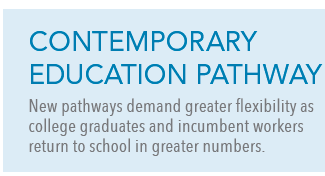 CONTEMPORARY
EDUCATION PATHWAY
New pathways demand greater flexibility as
college graduates and incumbent workers
return to school in greater numbers.